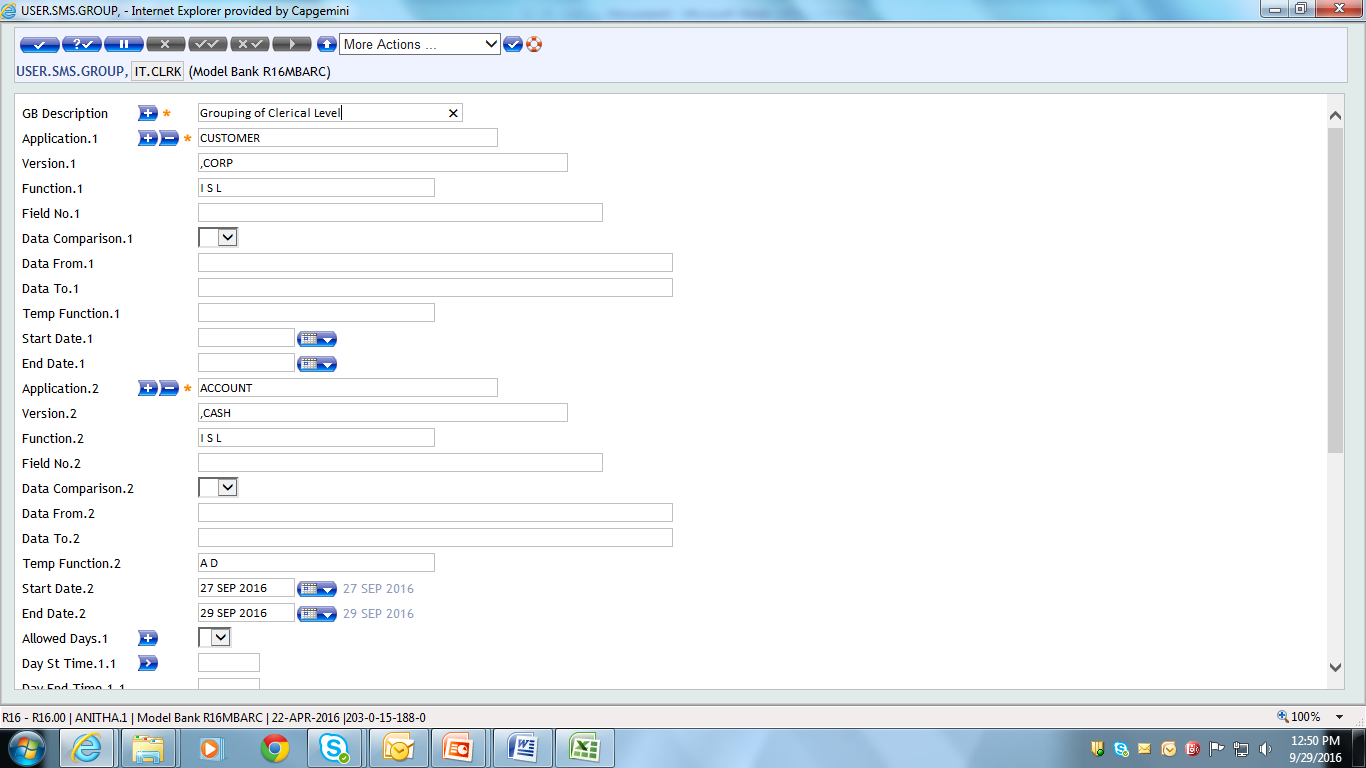 USER.SMS.GROUP, - Internet Explorer provided by Capgemini
More Actions ...
USER.SMS.GROUP, IT.CLRK (Model Bank R16MBARC)
GB Description * Grouping of Clerical Level
Application.1 * CUSTOMER
Version.1 ,CORP
Function.1 I S L
Field No.1
Data Comparison.1
Data From.1
Data To.1
Temp Function.1
Start Date.1
End Date.1
Application.2 * ACCOUNT
Version.2 ,CASH
Function.2 I S L
Field No.2
Data Comparison.2
Data From.2
Data To.2
Temp Function.2 A D
Start Date.2 27 SEP 2016 27 SEP 2016
End Date.2 29 SEP 2016 29 SEP 2016
Allowed Days.1
Day St Time.1.1
Day End Time.1.1
R16 - R16.00 | ANITHA.1 | Model Bank R16MBARC | 22-APR-2016 |203-0-15-188-0
100%
12:50 PM
9/29/2016